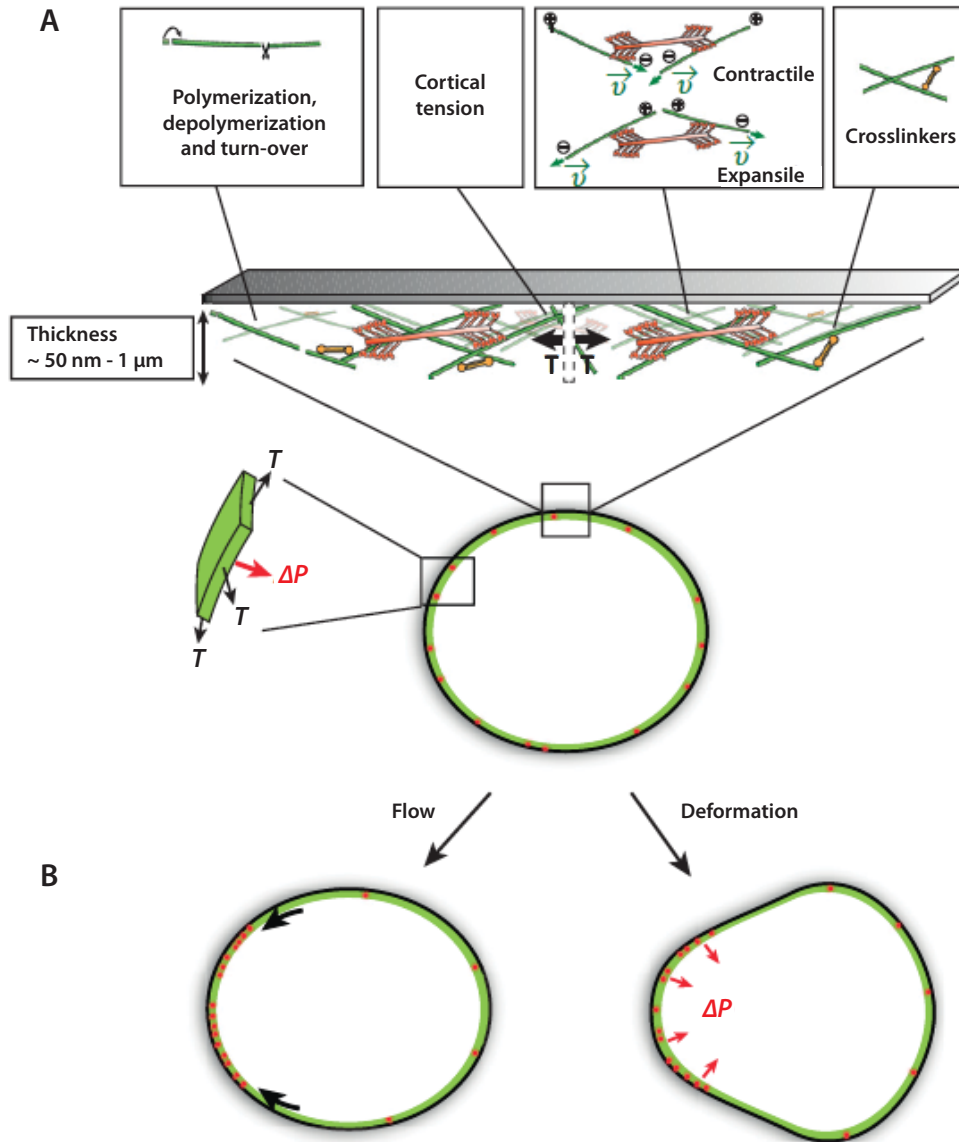 A
Polymerization,
depolymerization
and turn-over
Cortical
tension
⊕ ⊕
⊖ ⊖
Contractile
v v
⊕ ⊕
⊖ ⊖
v v
Expansile
Crosslinkers
Thickness
~ 50 nm - 1 µm
T T
T
ΔP
T
T
Flow
Deformation
B
ΔP